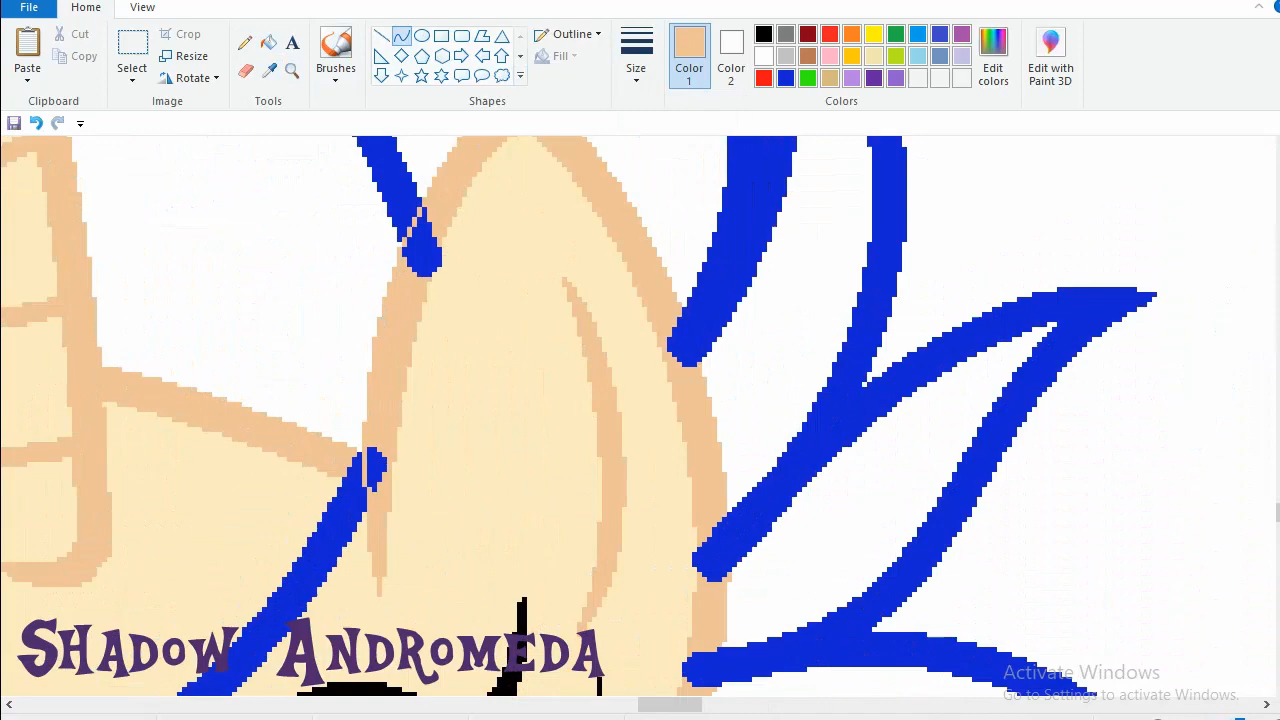 File Home View
Paste
Cut
Copy
Clipboard
Select
Crop
Resize
Rotate
Image
A
Tools
Brushes
Outline
Fill
Shapes
Size
Color 1
Color 2
Edit colors
Colors
Edit with Paint 3D
Shadow Andromeda
Activate Windows
Go to Settings to activate Windows.